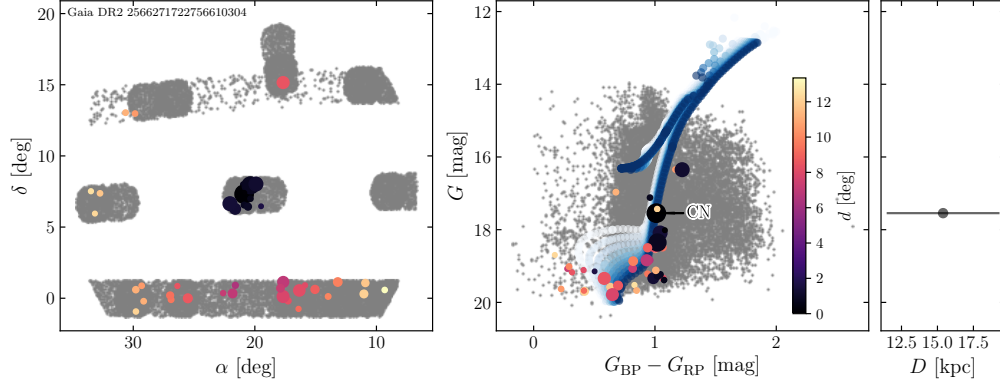 Gaia DR2 2566271722756610304
20
15
10
5
0
δ [deg]
30
20
10
α [deg]
12
14
16
18
20
G [mag]
0
1
2
G_BP − G_RP [mag]
CN
12
10
8
6
4
2
0
d [deg]
12.5 15.0 17.5
D [kpc]